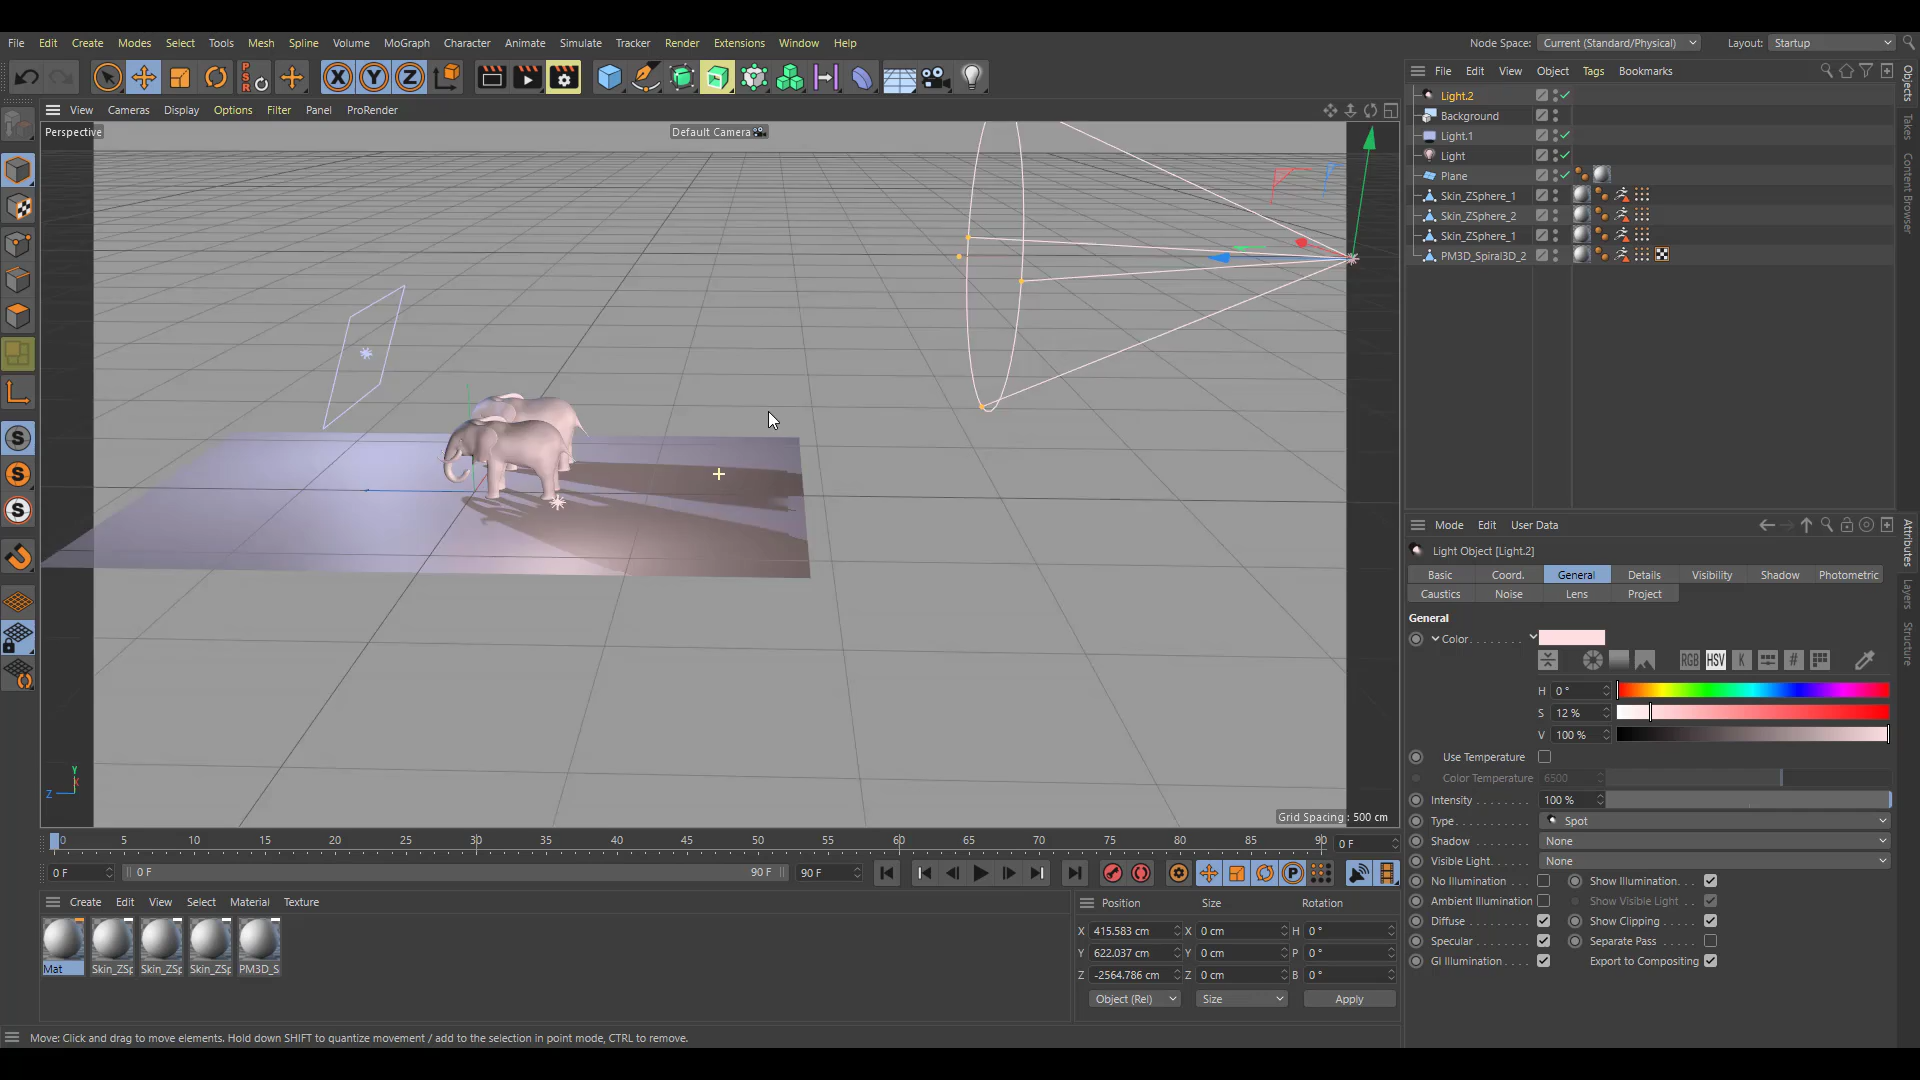 File Edit Create Modes Select Tools Mesh Spline Volume MoGraph Character Animate Simulate Tracker Render Extensions Window Help Node Space: Current (Standard/Physical) Layout: Startup
PSR X Y Z
File Edit View Object Tags Bookmarks
View Cameras Display Options Filter Panel ProRender
Perspective Default Camera
Light.2
Background
Light.1
Light
Plane
Skin_ZSphere_1
Skin_ZSphere_2
Skin_ZSphere_1
PM3D_Spiral3D_2
Objects
Takes
Content Browser
S
S
S
Y
X
Z
Grid Spacing : 500 cm
0 5 10 15 20 25 30 35 40 45 50 55 60 65 70 75 80 85 90 0 F
0 F 0 F 90 F 90 F P
Create Edit View Select Material Texture
Mat Skin_ZSp Skin_ZSp Skin_ZSp PM3D_S
Position Size Rotation
X 415.583 cm X 0 cm H 0 °
Y 622.037 cm Y 0 cm P 0 °
Z -2564.786 cm Z 0 cm B 0 °
Object (Rel) Size Apply
Mode Edit User Data
Light Object [Light.2]
Basic Coord. General Details Visibility Shadow Photometric
Caustics Noise Lens Project
General
Color
RGB HSV K #
H 0 °
S 12 %
V 100 %
Use Temperature
Color Temperature 6500
Intensity 100 %
Type Spot
Shadow None
Visible Light None
No Illumination Show Illumination
Ambient Illumination Show Visible Light
Diffuse Show Clipping
Specular Separate Pass
GI Illumination Export to Compositing
Attributes
Layers
Structure
Move: Click and drag to move elements. Hold down SHIFT to quantize movement / add to the selection in point mode, CTRL to remove.